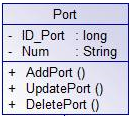 Port
- ID_Port : long
- Num : String
+ AddPort ()
+ UpdatePort ()
+ DeletePort ()